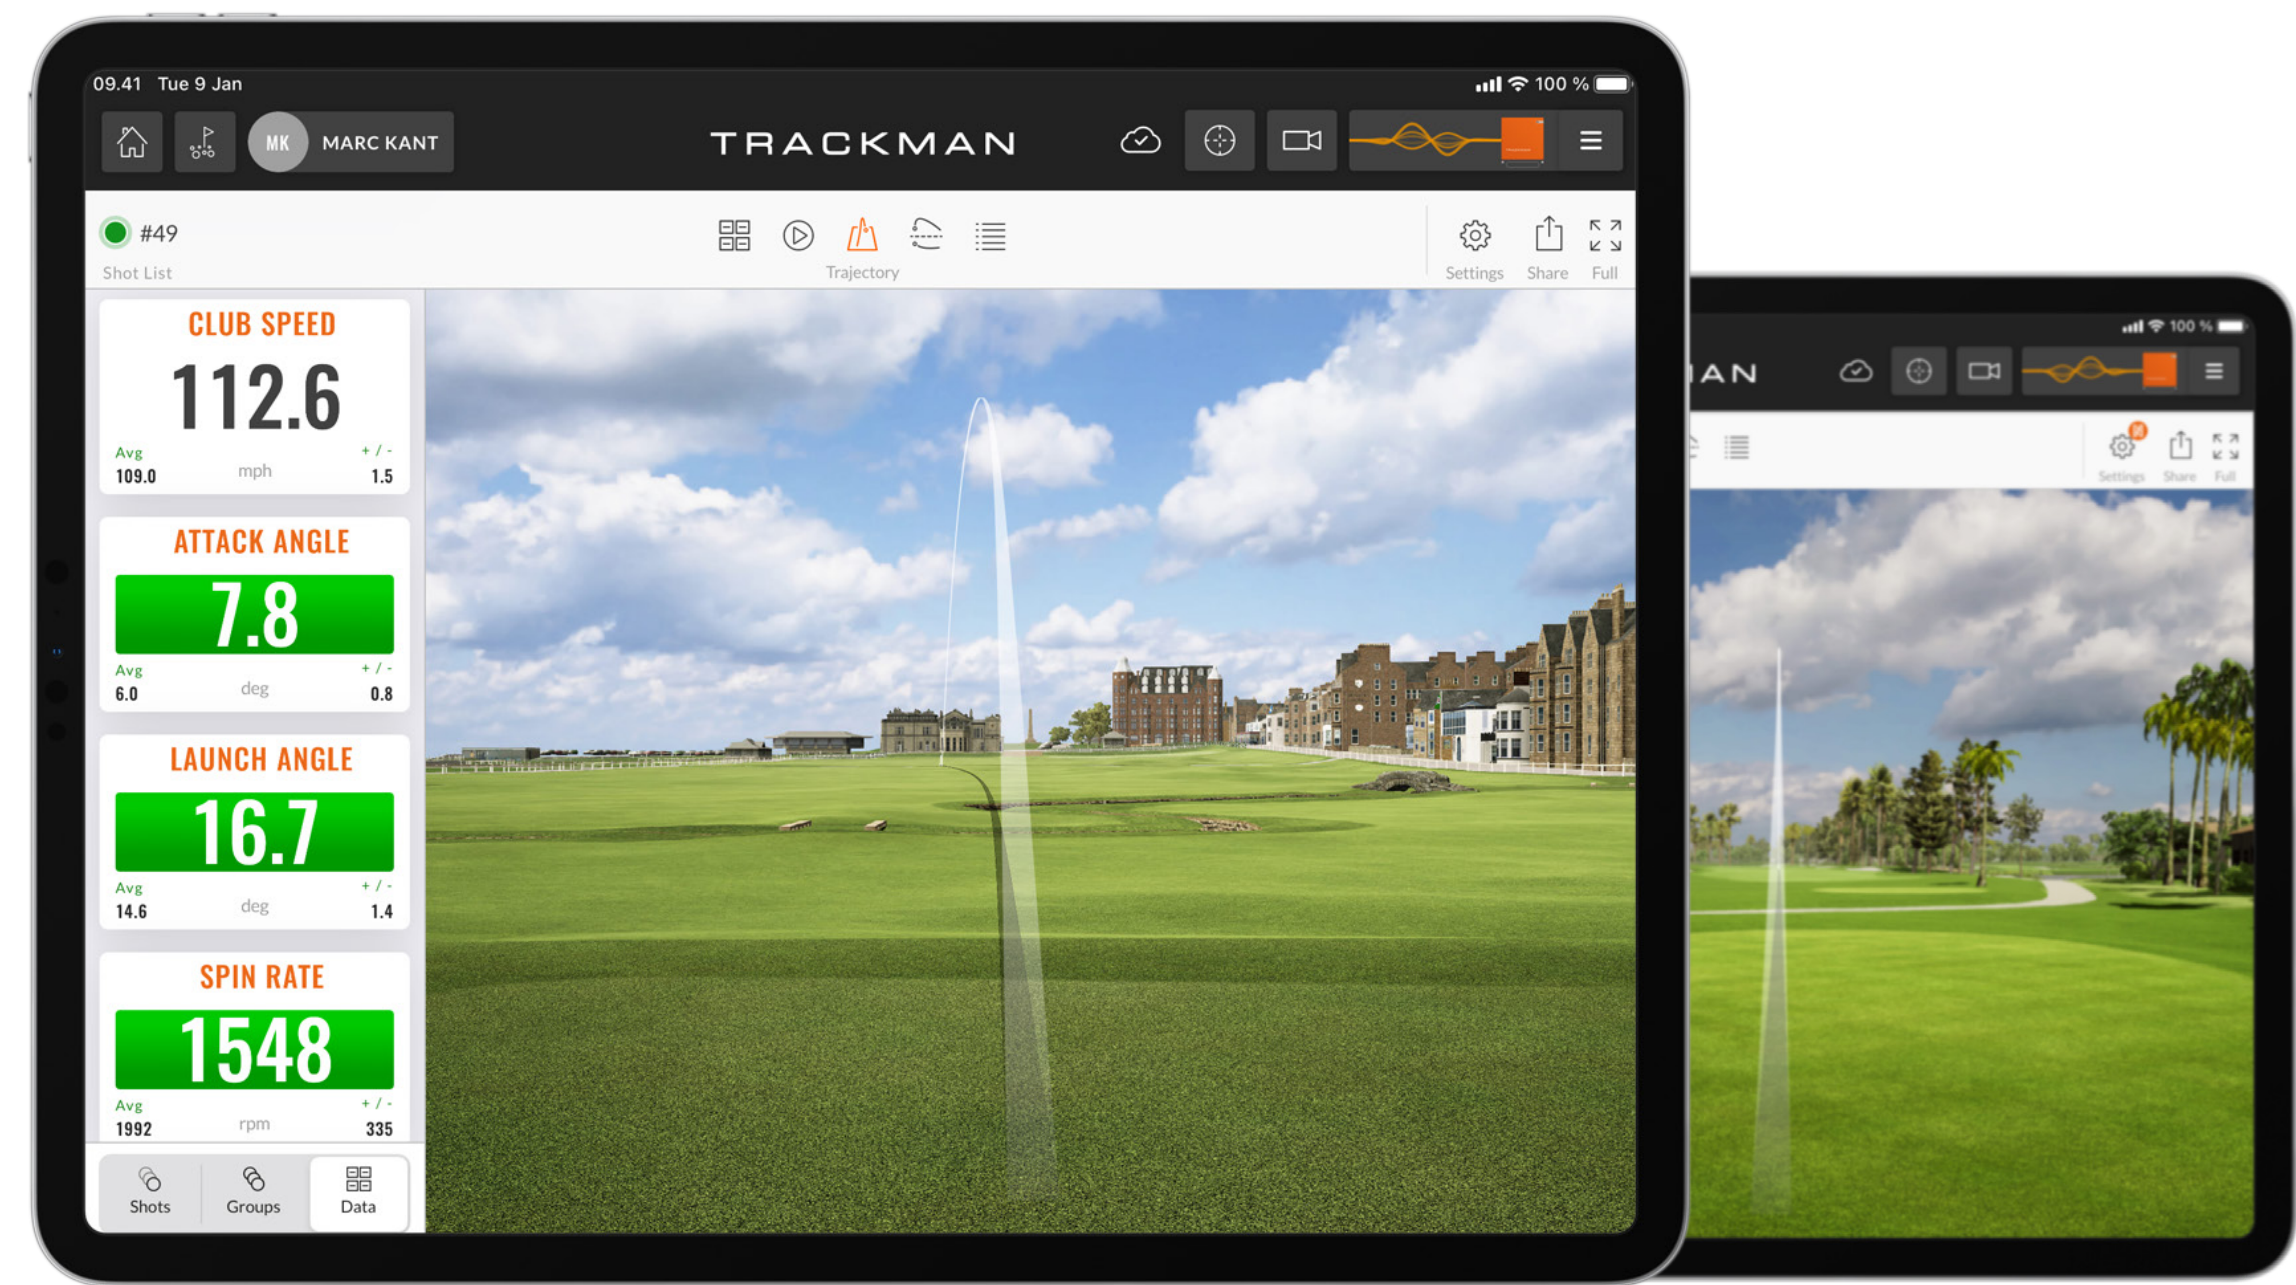 09.41 Tue 9 Jan
100 %
MK MARC KANT
TRACKMAN
#49
Shot List
Trajectory
Settings Share Full
CLUB SPEED
112.6
Avg + / -
109.0 mph 1.5
ATTACK ANGLE
7.8
Avg + / -
6.0 deg 0.8
LAUNCH ANGLE
16.7
Avg + / -
14.6 deg 1.4
SPIN RATE
1548
Avg + / -
1992 rpm 335
Shots Groups Data
100 %
MAN
Settings Share Full